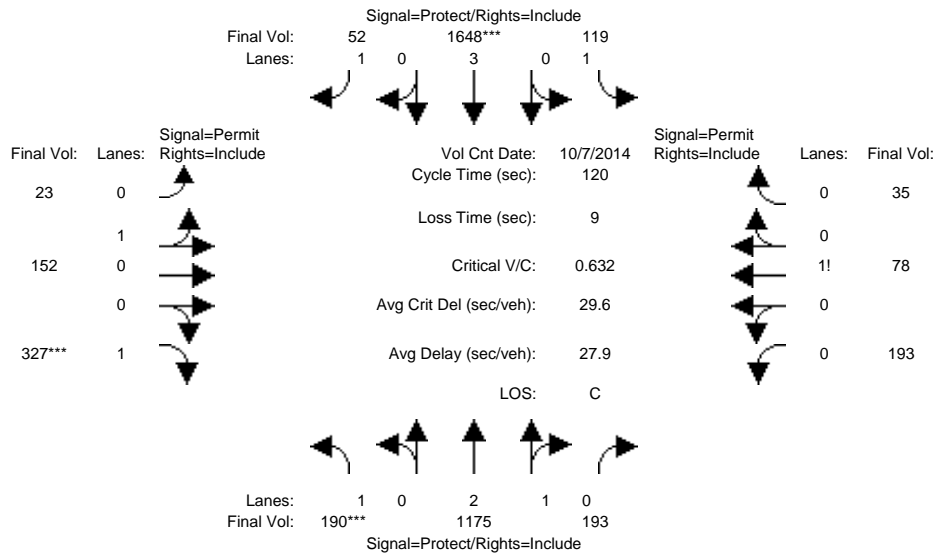 Signal=Protect/Rights=Include
Final Vol: 52 1648*** 119
Lanes: 1 0 3 0 1
Signal=Permit Signal=Permit
Final Vol: Lanes: Rights=Include Vol Cnt Date: 10/7/2014 Rights=Include Lanes: Final Vol:
Cycle Time (sec): 120
23 0 0 35
Loss Time (sec): 9
1 0
152 0 Critical V/C: 0.632 1! 78
0 Avg Crit Del (sec/veh): 29.6 0
327*** 1 Avg Delay (sec/veh): 27.9 0 193
LOS: C
Lanes: 1 0 2 1 0
Final Vol: 190*** 1175 193
Signal=Protect/Rights=Include